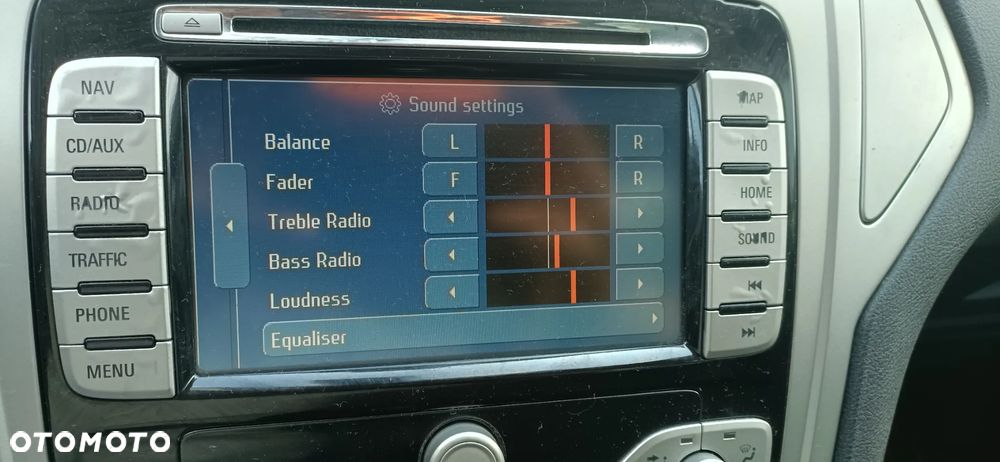 NAV
CD/AUX
RADIO
TRAFFIC
PHONE
MENU
Sound settings
Balance L R
Fader F R
Treble Radio
Bass Radio
Loudness
Equaliser
MAP
INFO
HOME
SOUND
OTOMOTO